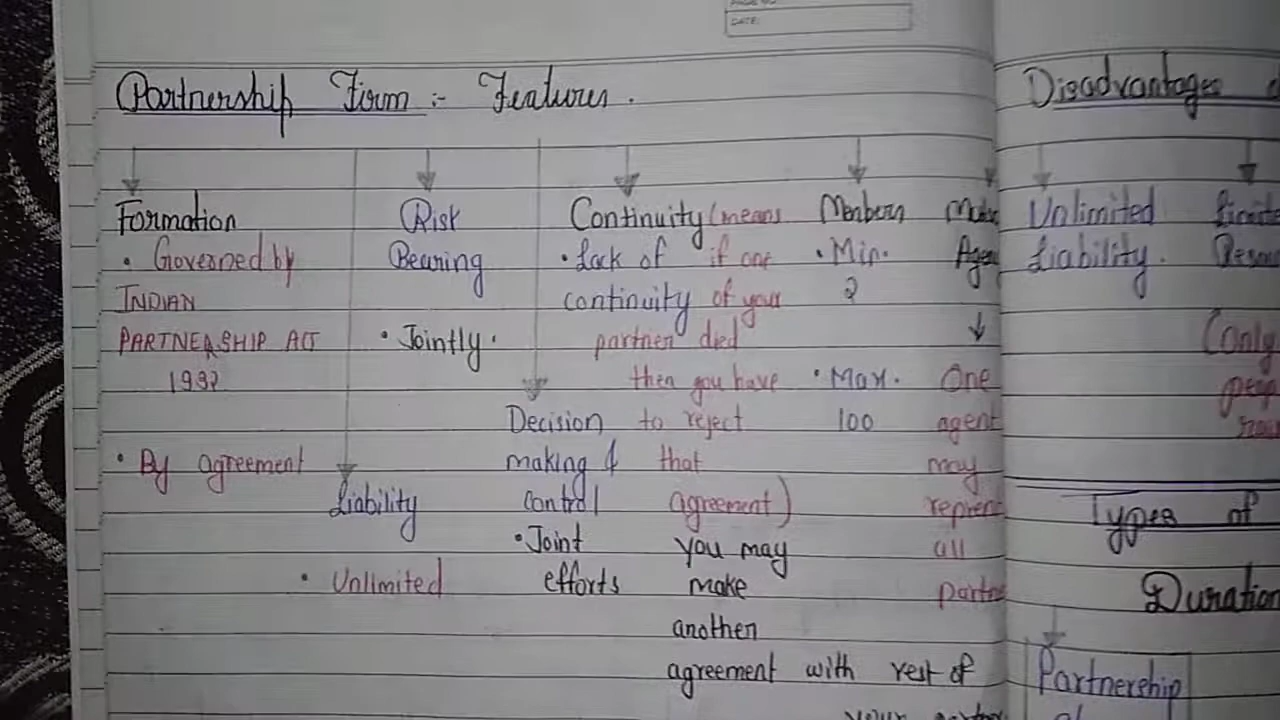 DATE:
Partnership Firm :- Features.
Formation
• Governed by
INDIAN
PARTNERSHIP ACT
1932
• By agreement
Liability
• Unlimited
Risk
Bearing
• Jointly.
Decision
making &
control
• Joint
efforts
Continuity (means
• Lack of if one
continuity of your
partner died
then you have
to reject
that
agreement)
you may
make
another
agreement with rest of
your
Members
• Min.
2
• Max.
100
One
agent
may
all
Disadvantages
Unlimited
Liability.
(only
Types of
Duration
Partnership